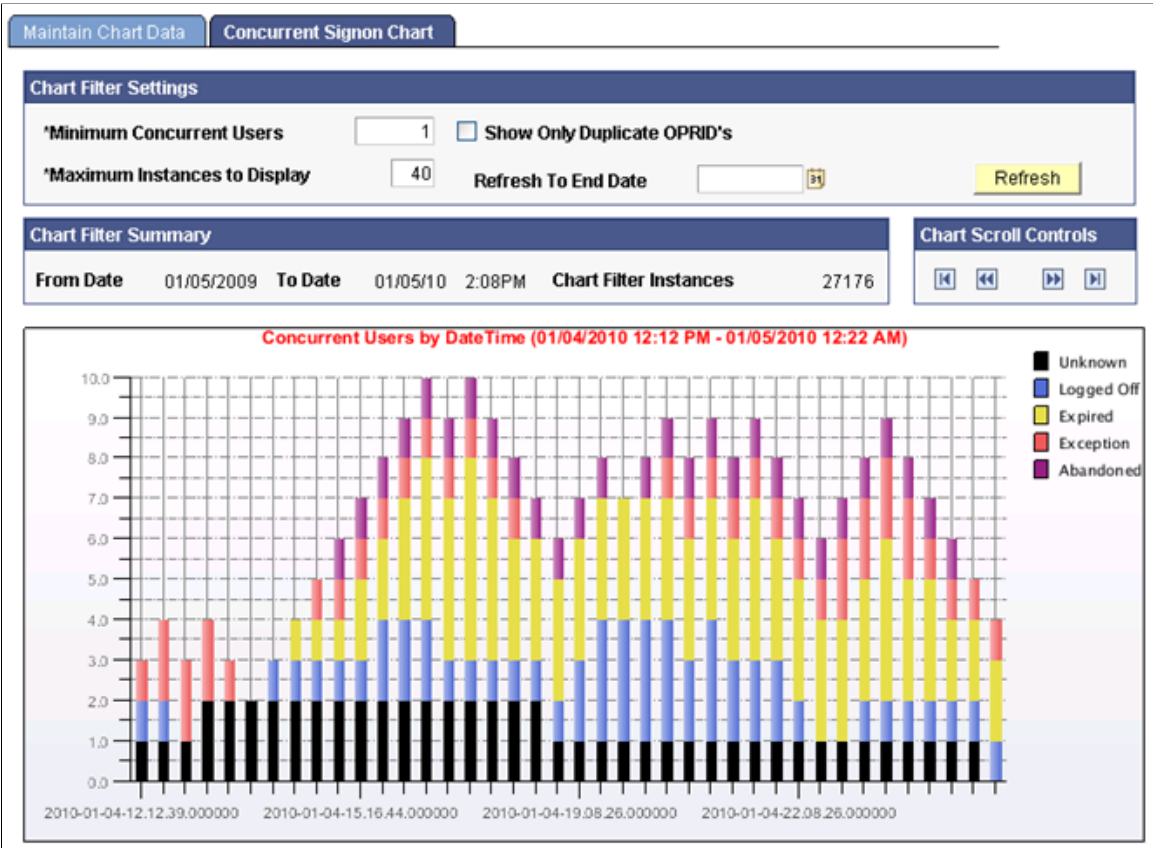 Maintain Chart Data Concurrent Signon Chart
Chart Filter Settings
*Minimum Concurrent Users 1 Show Only Duplicate OPRID's
*Maximum Instances to Display 40 Refresh To End Date 31 Refresh
Chart Filter Summary Chart Scroll Controls
From Date 01/05/2009 To Date 01/05/10 2:08PM Chart Filter Instances 27176
Concurrent Users by DateTime (01/04/2010 12:12 PM - 01/05/2010 12:22 AM)
Unknown
Logged Off
Expired
Exception
Abandoned
10.0
9.0
8.0
7.0
6.0
5.0
4.0
3.0
2.0
1.0
0.0
2010-01-04-12.12.39.000000 2010-01-04-15.16.44.000000 2010-01-04-19.08.26.000000 2010-01-04-22.08.26.000000